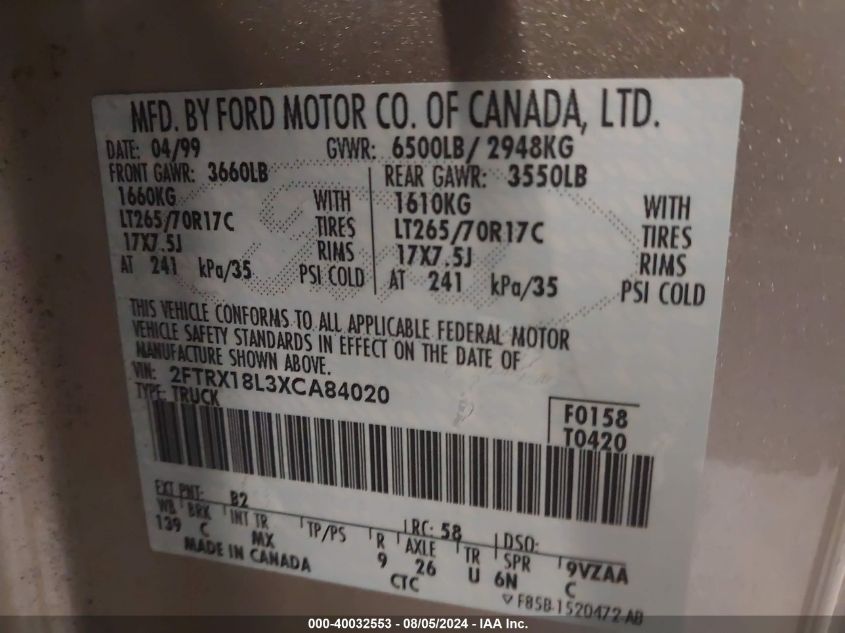 MFD. BY FORD MOTOR CO. OF CANADA, LTD.
DATE: 04/99 GVWR: 6500LB/ 2948KG
FRONT GAWR: 3660LB REAR GAWR: 3550LB
1660KG WITH 1610KG WITH
LT265/70R17C TIRES LT265/70R17C TIRES
17X7.5J RIMS 17X7.5J RIMS
AT 241 kPa/35 PSI COLD AT 241 kPa/35 PSI COLD
THIS VEHICLE CONFORMS TO ALL APPLICABLE FEDERAL MOTOR
VEHICLE SAFETY STANDARDS IN EFFECT ON THE DATE OF
MANUFACTURE SHOWN ABOVE.
VIN: 2FTRX18L3XCA84020
TYPE: TRUCK
F0158
T0420
EXT PNT: B2 RC: 58 DSO:
WB BRK INT TR TP/PS R AXLE TR SPR 9VZAA
139 C MX 9 26 U 6N C
MADE IN CANADA CTC
F85B-1520472-AB
000-40032553 - 08/05/2024 - IAA Holdings, LLC.